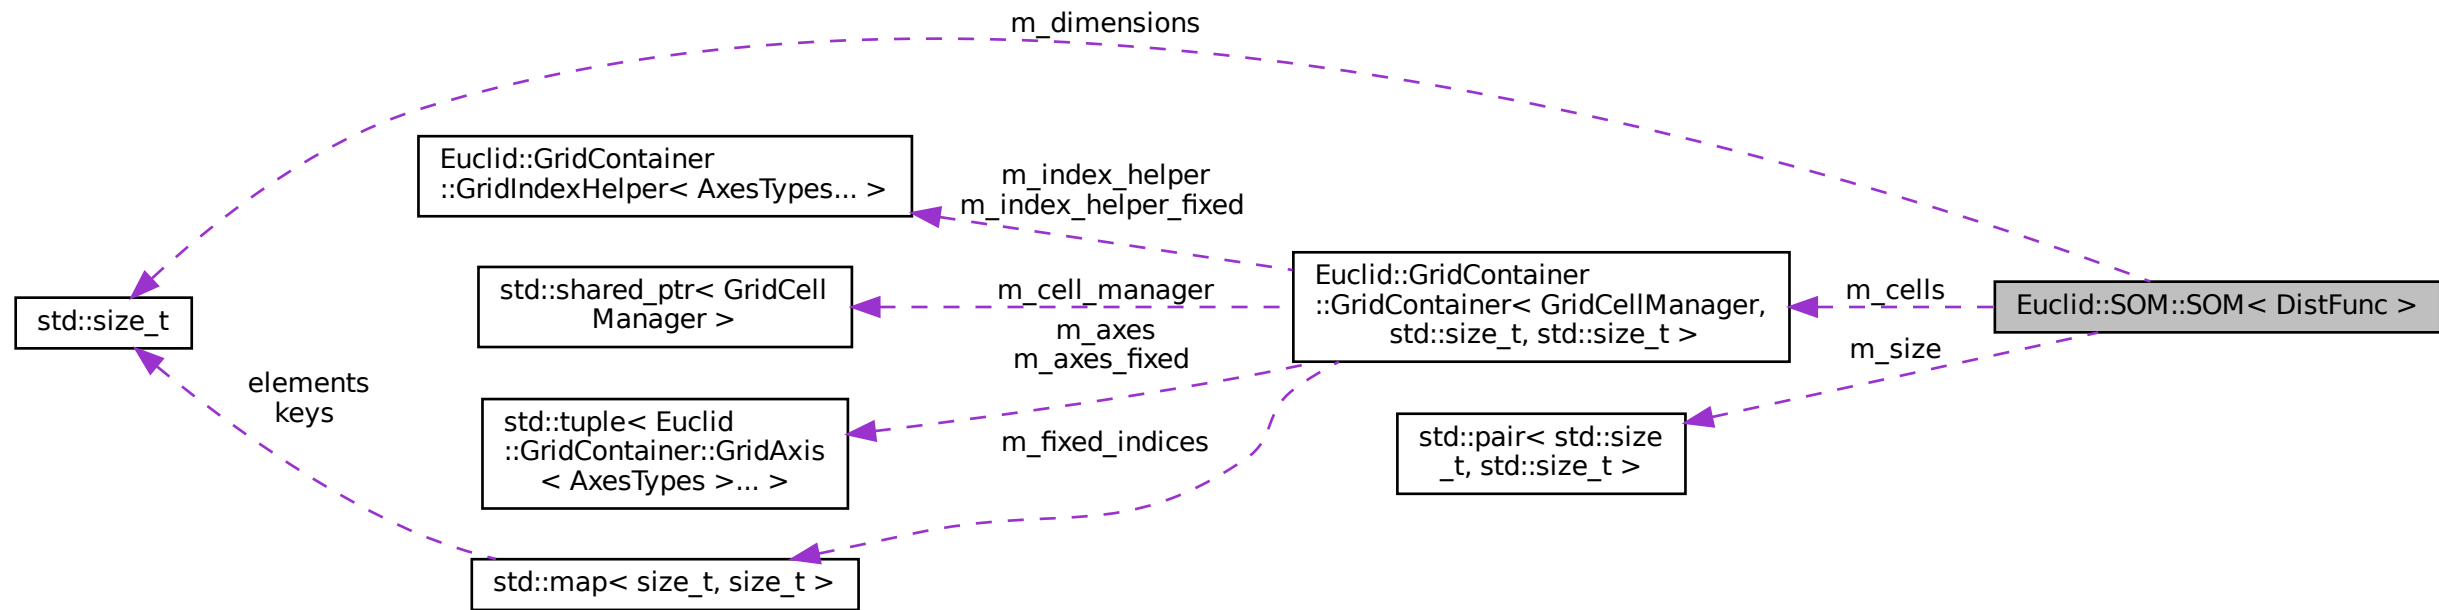 m_dimensions
Euclid::GridContainer
::GridIndexHelper< AxesTypes... >
m_index_helper
m_index_helper_fixed
std::size_t
std::shared_ptr< GridCell
Manager >
m_cell_manager
Euclid::GridContainer
::GridContainer< GridCellManager,
std::size_t, std::size_t >
m_cells
Euclid::SOM::SOM< DistFunc >
m_axes
m_axes_fixed
m_size
elements
keys
std::tuple< Euclid
::GridContainer::GridAxis
< AxesTypes >... >
m_fixed_indices
std::pair< std::size
_t, std::size_t >
std::map< size_t, size_t >